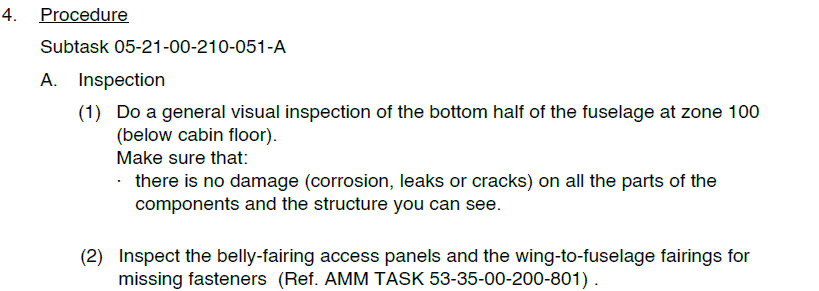 4. Procedure
Subtask 05-21-00-210-051-A
A. Inspection
(1) Do a general visual inspection of the bottom half of the fuselage at zone 100
(below cabin floor).
Make sure that:
· there is no damage (corrosion, leaks or cracks) on all the parts of the
components and the structure you can see.
(2) Inspect the belly-fairing access panels and the wing-to-fuselage fairings for
missing fasteners (Ref. AMM TASK 53-35-00-200-801) .